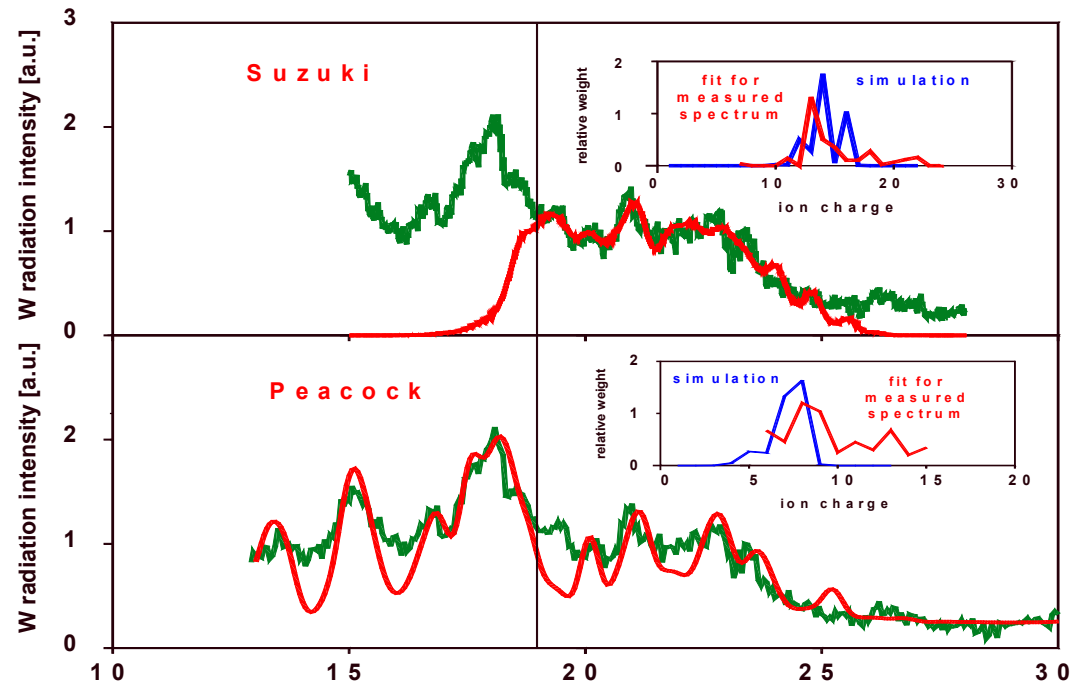 W radiation intensity [a.u.]
3
2
1
0
Suzuki
relative weight
2
1
0
fit for
measured
spectrum
simulation
0
10
20
30
ion charge
W radiation intensity [a.u.]
2
1
0
Peacock
relative weight
2
1
0
simulation
fit for
measured
spectrum
0
5
10
15
20
ion charge
10
15
20
25
30